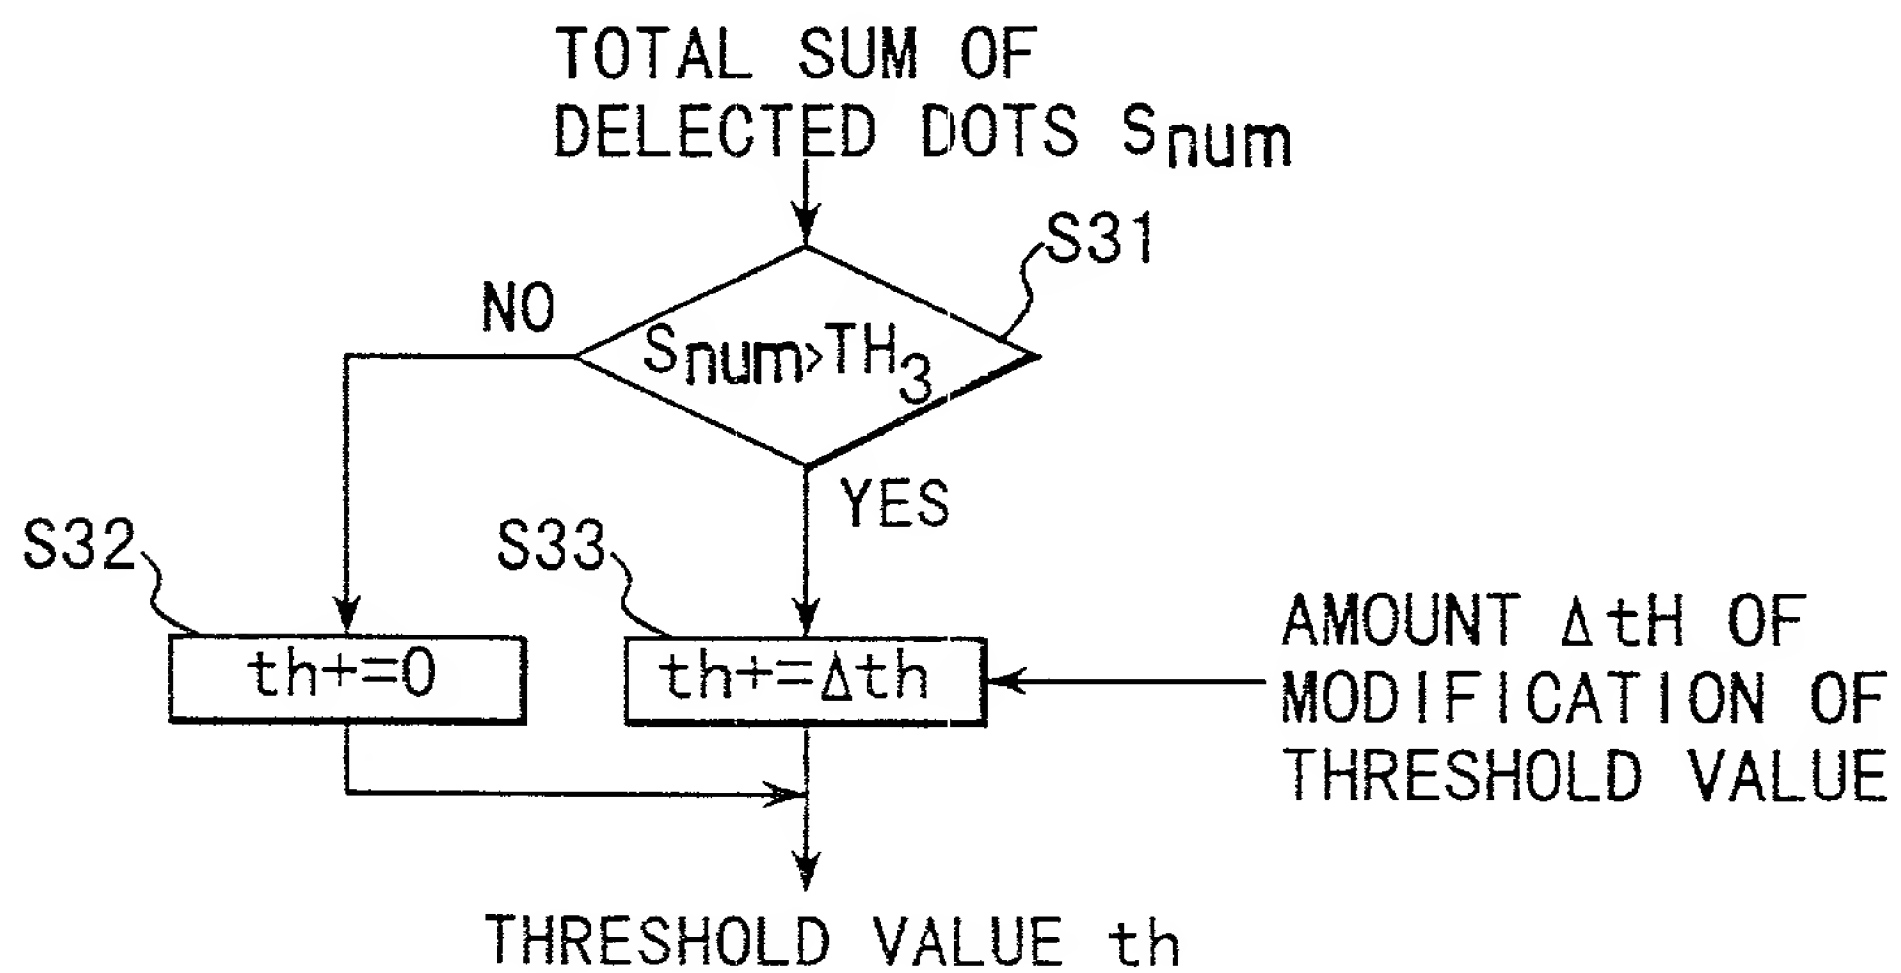 TOTAL SUM OF
DELECTED DOTS Snum
S31
NO
Snum>TH3
YES
S32
S33
th+=0
th+=Δth
AMOUNT ΔtH OF
MODIFICATION OF
THRESHOLD VALUE
THRESHOLD VALUE th